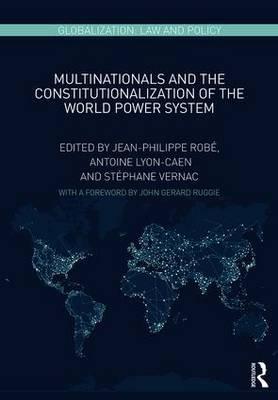 GLOBALIZATION: LAW AND POLICY
MULTINATIONALS AND THE
CONSTITUTIONALIZATION OF THE
WORLD POWER SYSTEM
EDITED BY JEAN-PHILIPPE ROBÉ,
ANTOINE LYON-CAEN
AND STÉPHANE VERNAC
WITH A FOREWORD BY JOHN GERARD RUGGIE
R
ROUTLEDGE